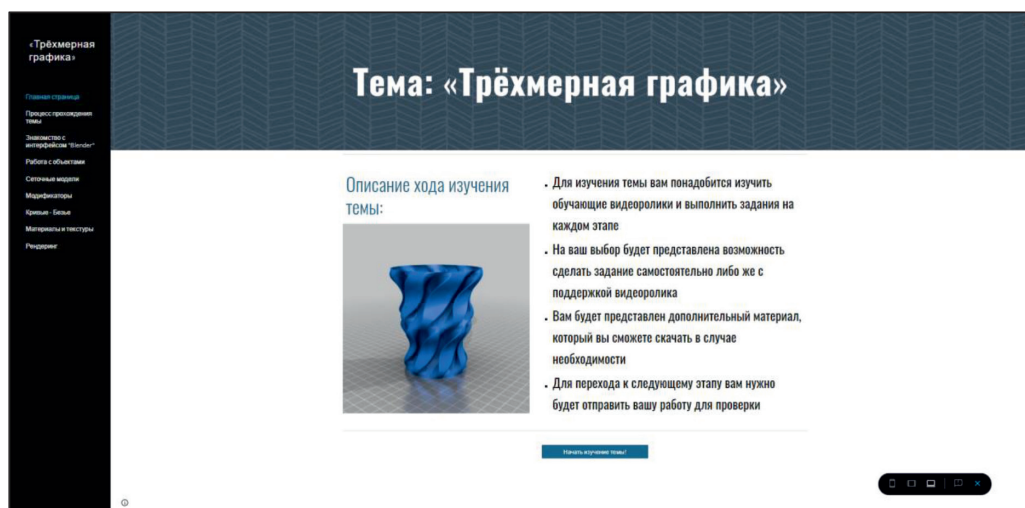 «Трёхмерная
графика»
Главная страница
Процесс прохождения
темы
Знакомство с
интерфейсом "Blender"
Работа с объектами
Сеточные модели
Модификаторы
Кривые - Безье
Материалы и текстуры
Рендеринг
Тема: «Трёхмерная графика»
Описание хода изучения
темы:
• Для изучения темы вам понадобится изучить
обучающие видеоролики и выполнить задания на
каждом этапе
• На ваш выбор будет представлена возможность
сделать задание самостоятельно либо же с
поддержкой видеоролика
• Вам будет представлен дополнительный материал,
который вы сможете скачать в случае
необходимости
• Для перехода к следующему этапу вам нужно
будет отправить вашу работу для проверки
Начать изучение темы!